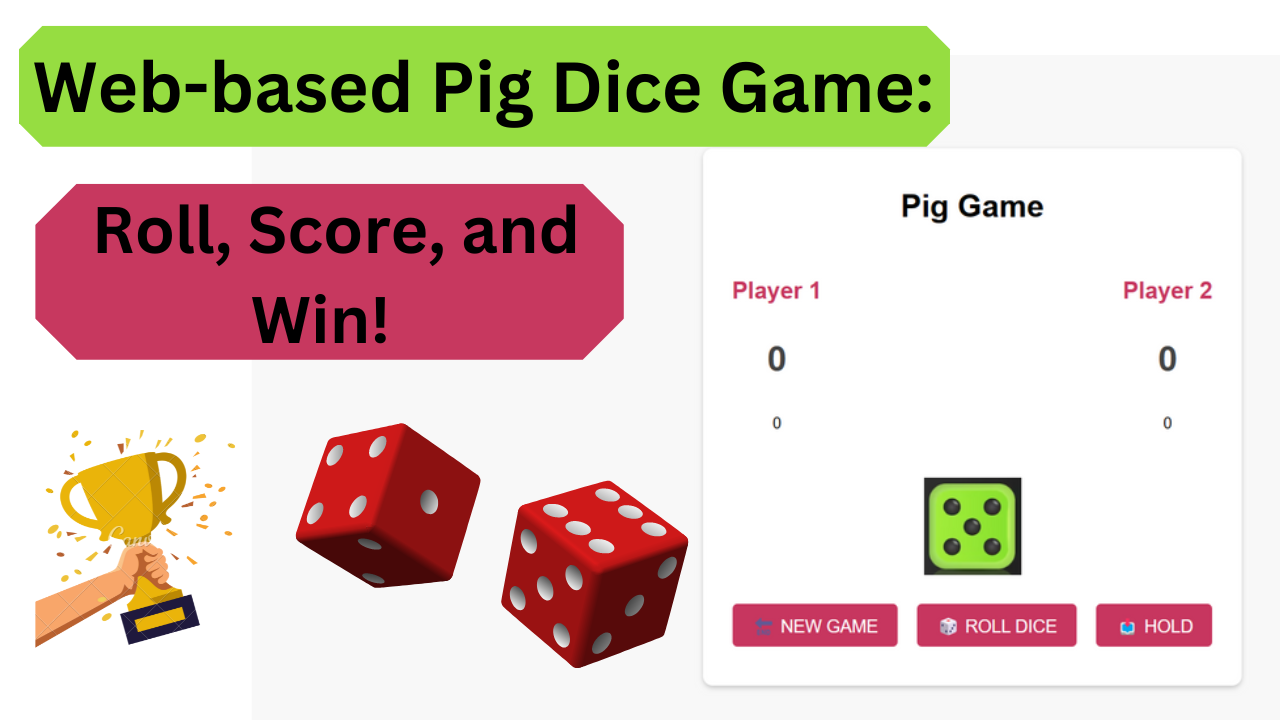 Web-based Pig Dice Game:
Roll, Score, and
Win!
Pig Game
Player 1
Player 2
0
0
0
0
NEW GAME
ROLL DICE
HOLD